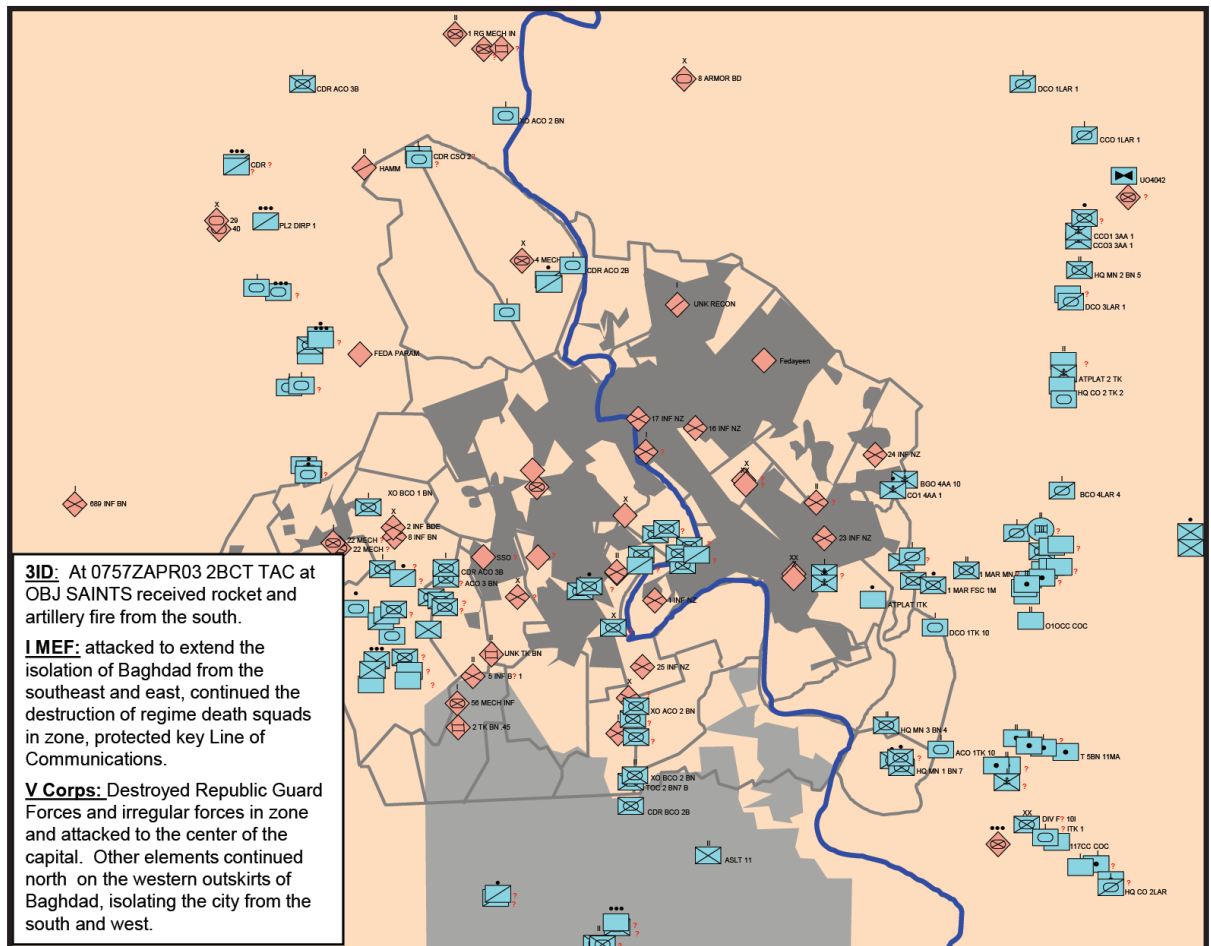 1 RG MECH IN
?
?
8 ARMOR BD
CDR ACO 3B
DCO 1LAR 1
XO ACO 2 BN
CCO 1LAR 1
CDR CSO 2?
?
CDR ?
?
HAMM
UO4042
?
29
40
PL2 DIRP 1
?
CCO1 3AA 1
CCO3 3AA 1
4 MECH
CDR ACO 2B
HQ MN 2 BN 5
?
?
DCO 3LAR 1
UNK RECON
?
FEDA PARAM
Fedayeen
?
ATPLAT 2 TK
HQ CO 2 TK 2
?
17 INF NZ
16 INF NZ
?
24 INF NZ
?
BGO 4AA 10
CO1 4AA 1
BCO 4LAR 4
689 INF BN
XO BCO 1 BN
?
?
2 INF BDE
8 INF BN
22 MECH ?
22 MECH ?
23 INF NZ
SSO ?
?
CDR ACO 3B
? ACO 3 BN
?
?
1 MAR MN ?
1 MAR FSC 1M
ATPLAT ITK
1 INF NZ
O1OCC COC
DCO 1TK 10
UNK TK BN
25 INF NZ
5 INF B? 1
56 MECH INF
2 TK BN .45
XO ACO 2 BN
?
?
HQ MN 3 BN 4
ACO 1TK 10
T 5BN 11MA
HQ MN 1 BN 7
?
?
XO BCO 2 BN
TOC 2 BN7 B
CDR BCO 2B
DIV F? 10I
? ITK 1
117CC COC
?
?
HQ CO 2LAR
ASLT 11
?
?
?
?
3ID: At 0757ZAPR03 2BCT TAC at
OBJ SAINTS received rocket and
artillery fire from the south.
I MEF: attacked to extend the
isolation of Baghdad from the
southeast and east, continued the
destruction of regime death squads
in zone, protected key Line of
Communications.
V Corps: Destroyed Republic Guard
Forces and irregular forces in zone
and attacked to the center of the
capital. Other elements continued
north on the western outskirts of
Baghdad, isolating the city from the
south and west.